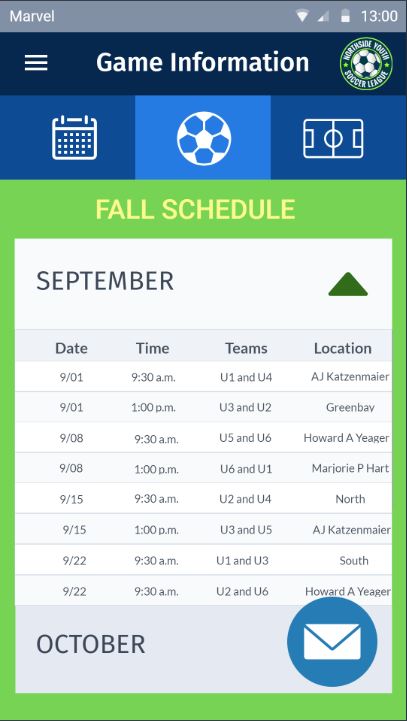 Marvel 13:00
Game Information
NORTHSIDE YOUTH
SOCCER LEAGUE
FALL SCHEDULE
SEPTEMBER
Date Time Teams Location
9/01 9:30 a.m. U1 and U4 AJ Katzenmaier
9/01 1:00 p.m. U3 and U2 Greenbay
9/08 9:30 a.m. U5 and U6 Howard A Yeager
9/08 1:00 p.m. U6 and U1 Marjorie P Hart
9/15 9:30 a.m. U2 and U4 North
9/15 1:00 p.m. U3 and U5 AJ Katzenmaier
9/22 9:30 a.m. U1 and U3 South
9/22 9:30 a.m. U2 and U6 Howard A Yeager
OCTOBER